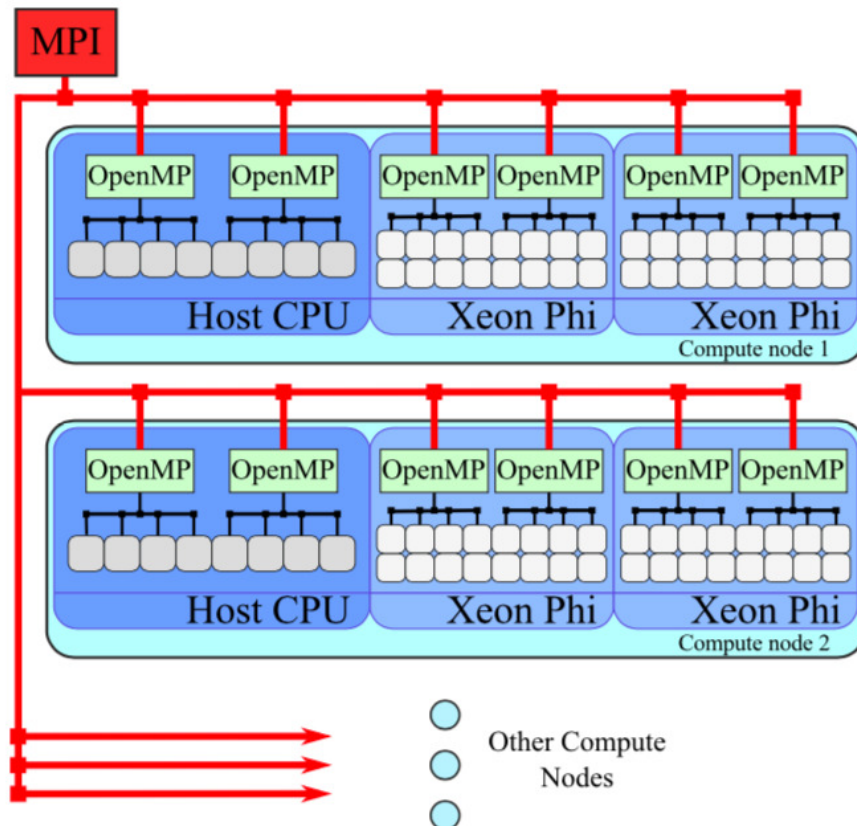 MPI
OpenMP OpenMP OpenMP OpenMP OpenMP OpenMP
Host CPU Xeon Phi Xeon Phi
Compute node 1
OpenMP OpenMP OpenMP OpenMP OpenMP OpenMP
Host CPU Xeon Phi Xeon Phi
Compute node 2
Other Compute
Nodes